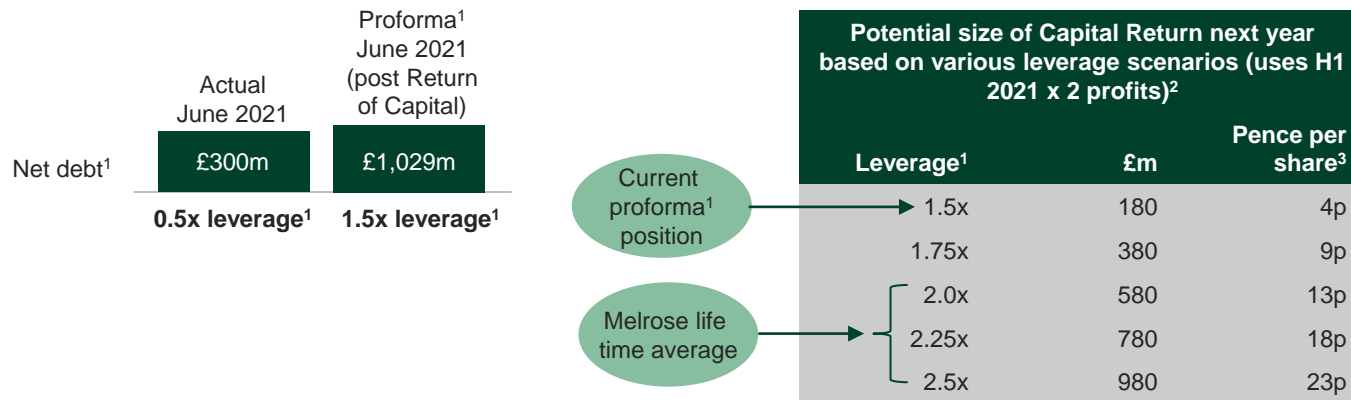 Actual
June 2021
Proforma¹
June 2021
(post Return
of Capital)
Net debt¹
£300m
£1,029m
0.5x leverage¹
1.5x leverage¹
Current
proforma¹
position
Melrose life
time average
Potential size of Capital Return next year
based on various leverage scenarios (uses H1
2021 x 2 profits)²
Leverage¹ £m Pence per
share³
1.5x 180 4p
1.75x 380 9p
2.0x 580 13p
2.25x 780 18p
2.5x 980 23p